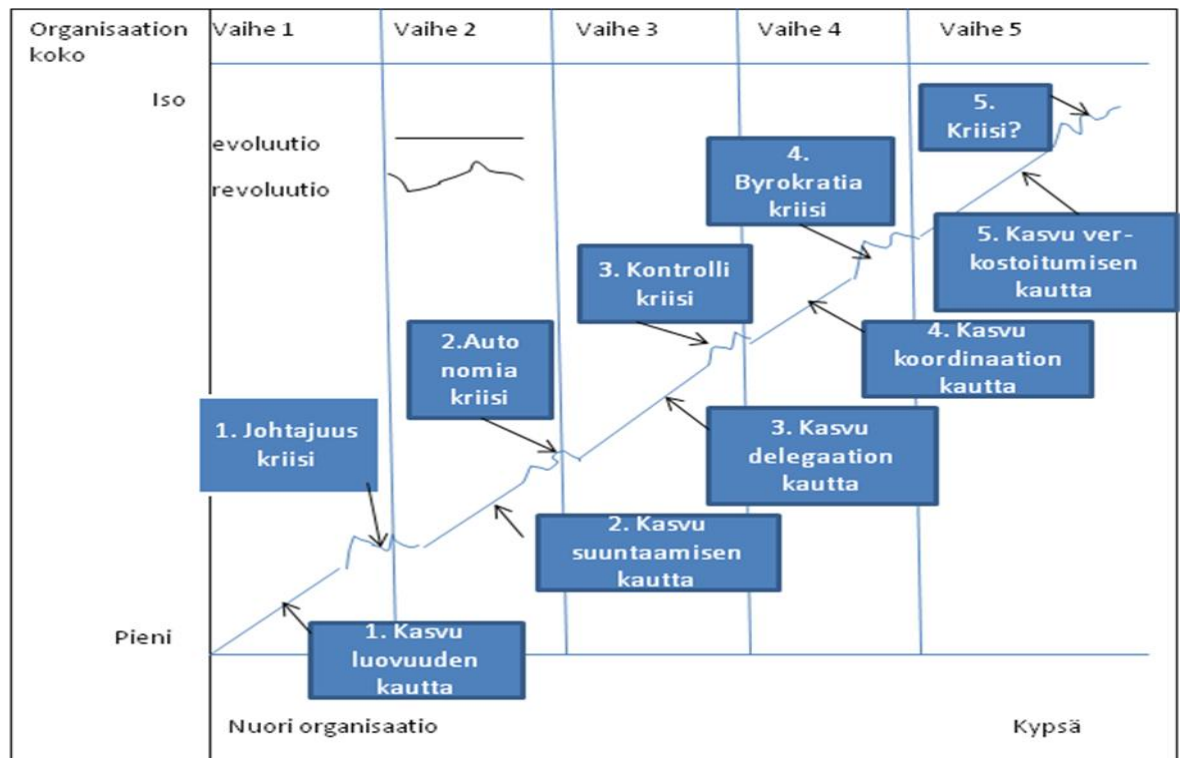 Organisaation
koko
Vaihe 1
Vaihe 2
Vaihe 3
Vaihe 4
Vaihe 5
Iso
evoluutio
revoluutio
5.
Kriisi?
4.
Byrokratia
kriisi
5. Kasvu ver-
kostoitumisen
kautta
3. Kontrolli
kriisi
4. Kasvu
koordinaation
kautta
2.Auto
nomia
kriisi
3. Kasvu
delegaation
kautta
1. Johtajuus
kriisi
2. Kasvu
suuntaamisen
kautta
Pieni
1. Kasvu
luovuuden
kautta
Nuori organisaatio
Kypsä